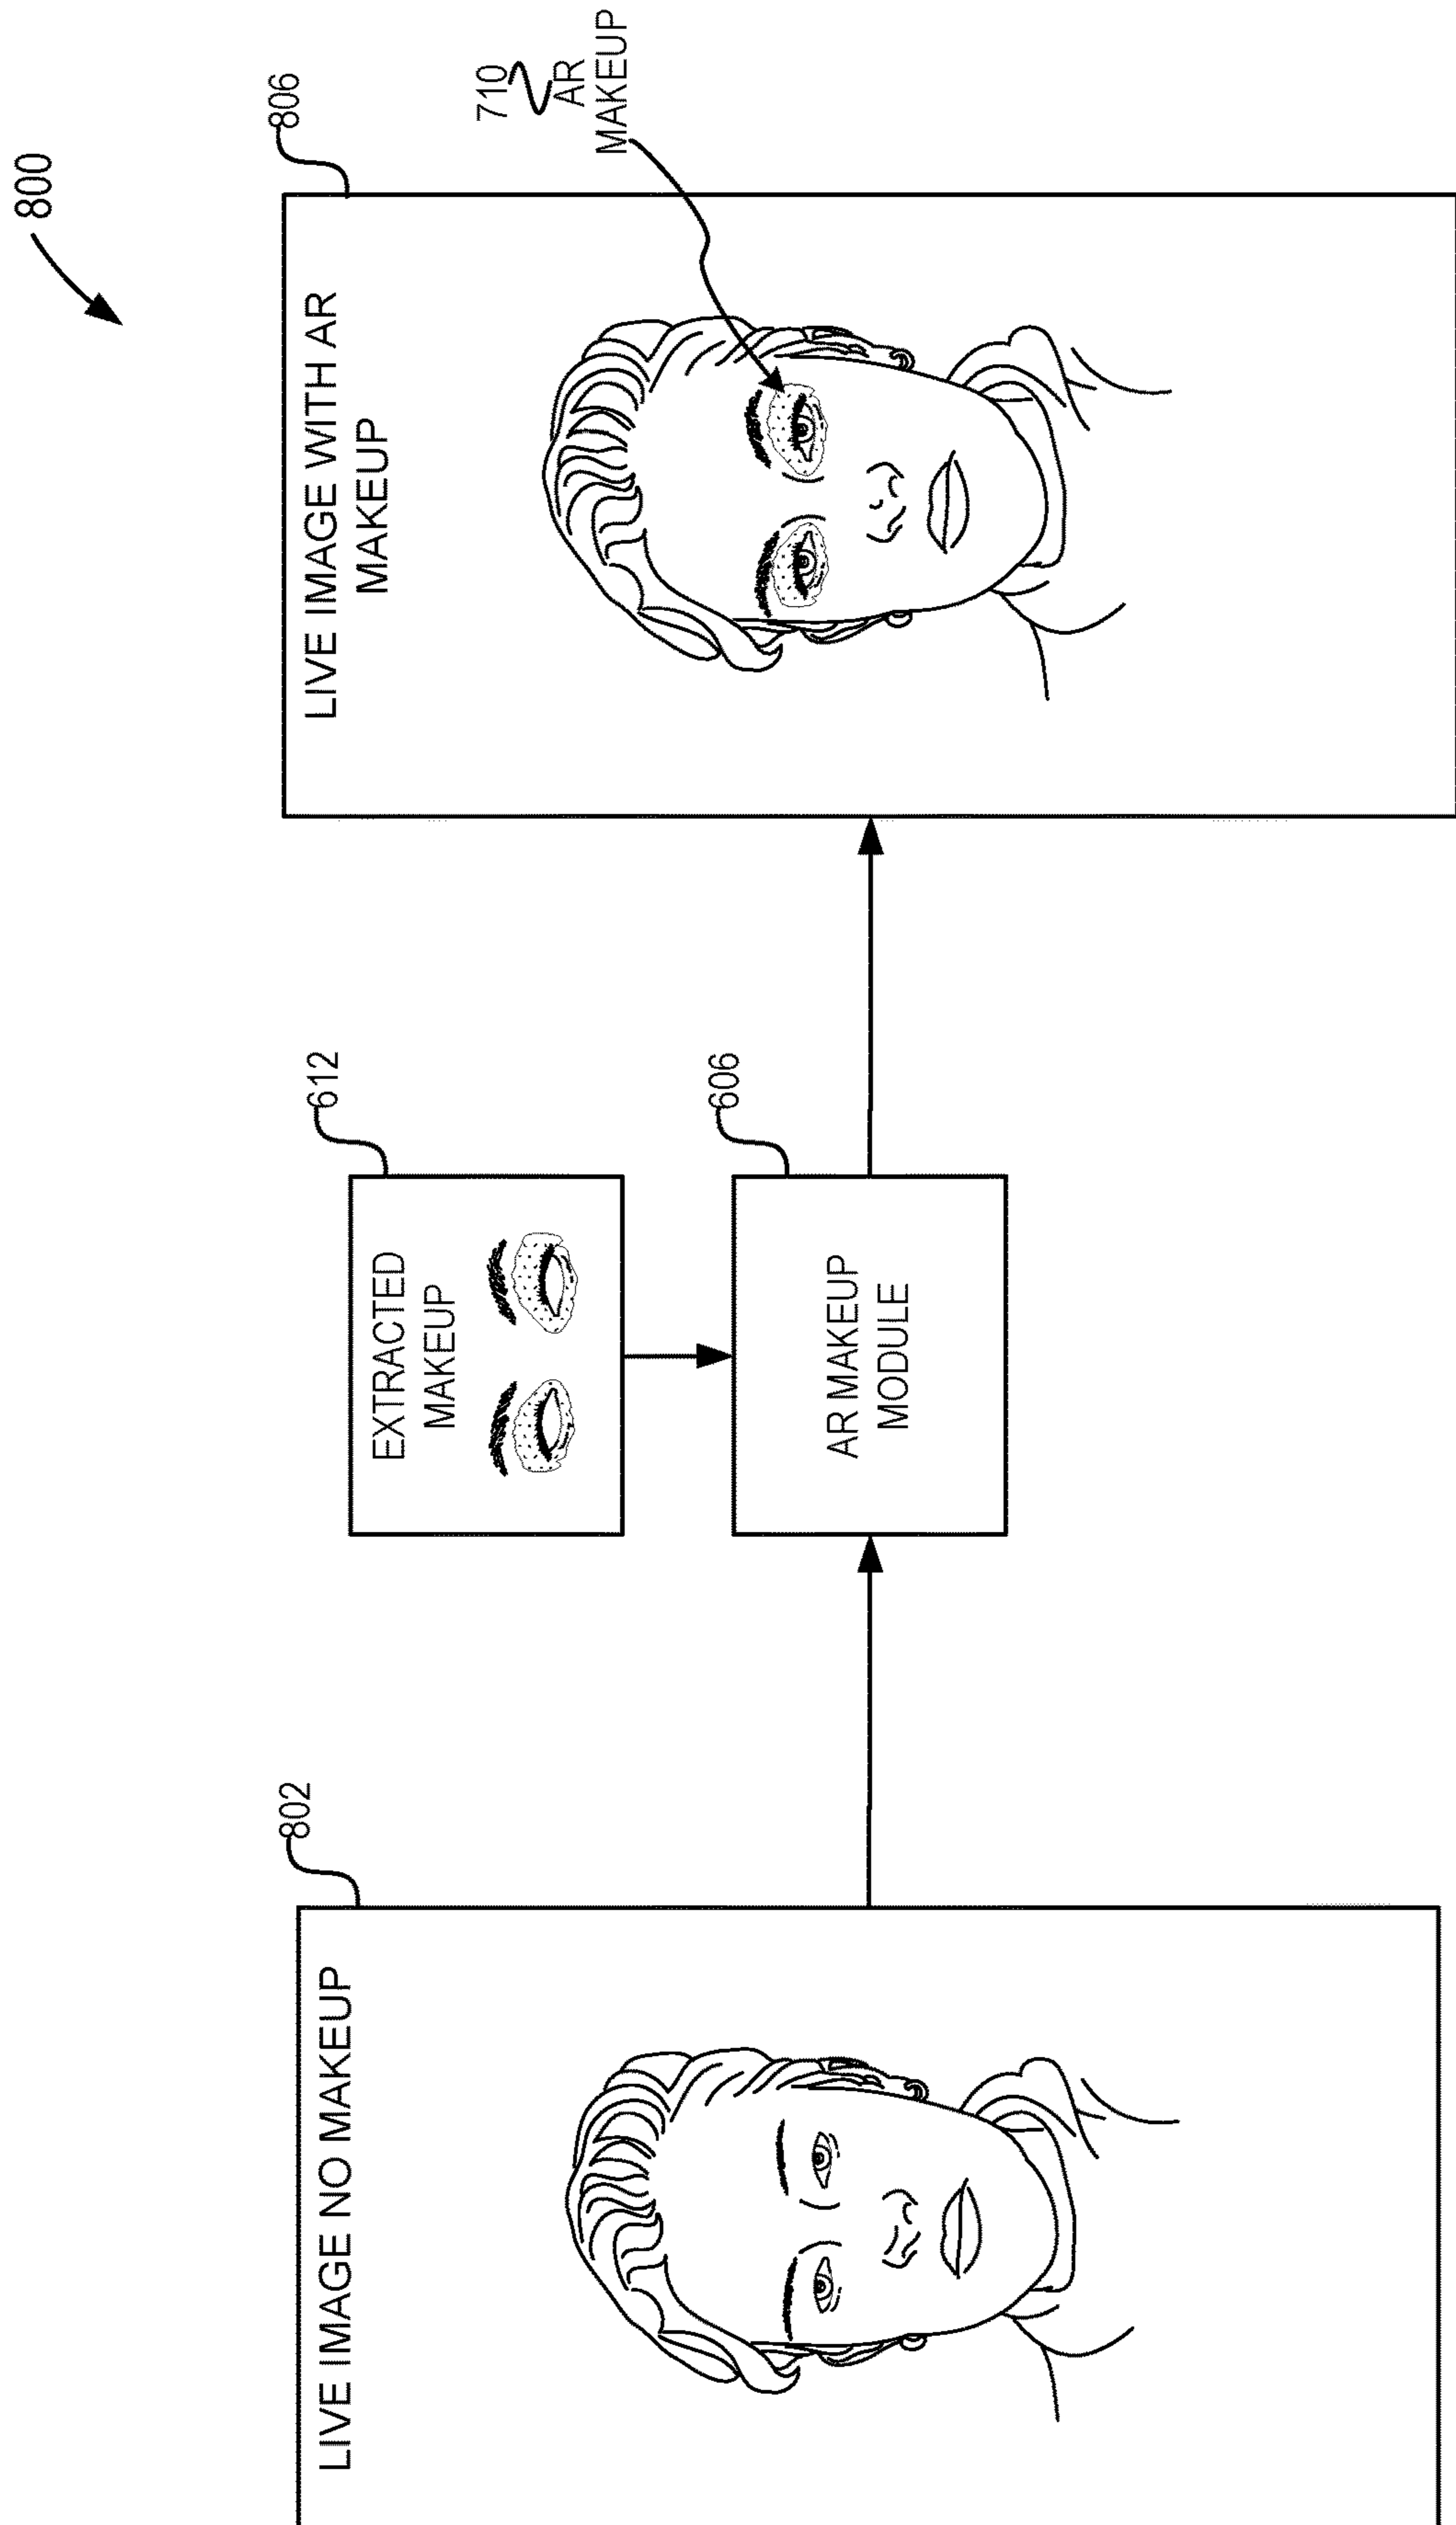 800
LIVE IMAGE NO MAKEUP
802
EXTRACTED
MAKEUP
612
AR MAKEUP
MODULE
606
LIVE IMAGE WITH AR
MAKEUP
806
710
AR
MAKEUP